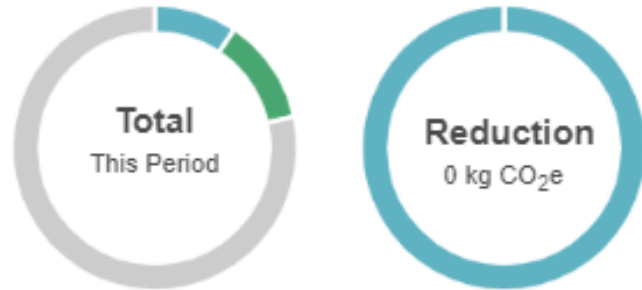 Total
This Period
Reduction
0 kg CO₂e